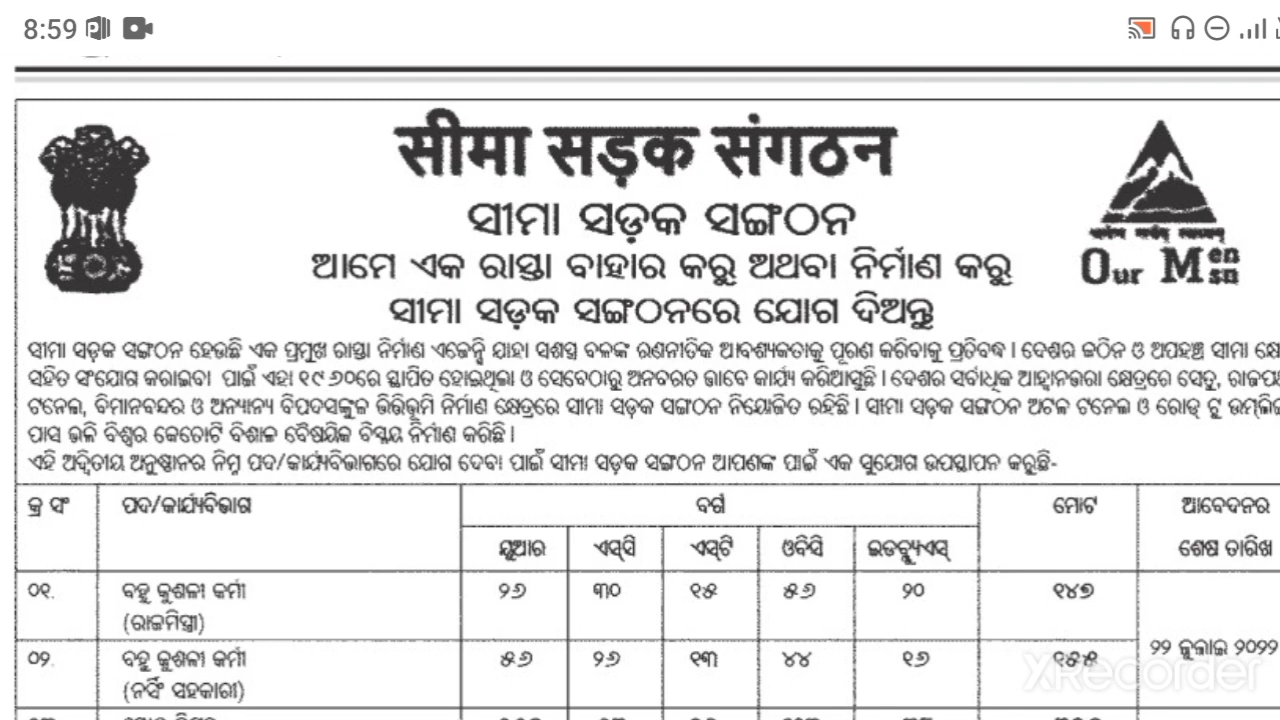 8:59
सीमा सड़क संगठन
ସୀମା ସଡ଼କ ସଙ୍ଗଠନ
ଆମେ ଏକ ରାସ୍ତା ବାହାର କରୁ ଅଥବା ନିର୍ମାଣ କରୁ
ସୀମା ସଡ଼କ ସଙ୍ଗଠନରେ ଯୋଗ ଦିଅନ୍ତୁ
Our Men
ସୀମା ସଡ଼କ ସଙ୍ଗଠନ ହେଉଛି ଏକ ପ୍ରମୁଖ ରାସ୍ତା ନିର୍ମାଣ ଏଜେନ୍ସି ଯାହା ସଶସ୍ତ୍ର ବଳଙ୍କ ରଣନୀତିକ ଆବଶ୍ୟକତାକୁ ପୂରଣ କରିବାକୁ ପ୍ରତିବଦ୍ଧ । ଦେଶର କଠିନ ଓ ଅପହଞ୍ଚ ସୀମା
ସହିତ ସଂଯୋଗ କରାଇବା ପାଇଁ ଏହା ୧୯୬୦ରେ ସ୍ଥାପିତ ହୋଇଥିଲା ଓ ସେବେଠାରୁ ଅନବରତ ଭାବେ କାର୍ଯ୍ୟ କରିଆସୁଛି । ଦେଶର ସର୍ବାଧିକ ଆହ୍ୱାନଭରା କ୍ଷେତ୍ରରେ ସେତୁ,
ଟନେଲ, ବିମାନବନ୍ଦର ଓ ଅନ୍ୟାନ୍ୟ ବିପଦସଙ୍କୁଳ ଭିତ୍ତିଭୂମି ନିର୍ମାଣ କ୍ଷେତ୍ରରେ ସୀମା ସଡ଼କ ସଙ୍ଗଠନ ନିୟୋଜିତ ରହିଛି । ସୀମା ସଡ଼କ ସଙ୍ଗଠନ ଅଟଳ ଟନେଲ ଓ ରୋଡ୍ ଟୁ
ପାସ ଭଳି ବିଶ୍ୱର କେତୋଟି ବିଶାଳ ବୈଷୟିକ ବିସ୍ମୟ ନିର୍ମାଣ କରିଛି ।
ଏହି ଅଦ୍ୱିତୀୟ ଅନୁଷ୍ଠାନର ନିମ୍ନ ପଦ/କାର୍ଯ୍ୟବିଭାଗରେ ଯୋଗ ଦେବା ପାଇଁ ସୀମା ସଡ଼କ ସଙ୍ଗଠନ ଆପଣଙ୍କ ପାଇଁ ଏକ ସୁଯୋଗ ଉପସ୍ଥାପନ କରୁଛି-
କ୍ର ସଂ ପଦ/କାର୍ଯ୍ୟବିଭାଗ ବର୍ଗ ମୋଟ ଆବେଦନର
ୟୁଆର ଏସ୍‌ସି ଏସ୍‌ଟି ଓବିସି ଇଡବ୍ଲ୍ୟୁଏସ୍ ଶେଷ ତାରିଖ
୦୧. ବହୁ କୁଶଳୀ କର୍ମୀ ୨୬ ୩୦ ୧୫ ୫୬ ୨୦ ୧୪୭
(ରାଜମିସ୍ତ୍ରୀ)
୦୨. ବହୁ କୁଶଳୀ କର୍ମୀ ୫୬ ୨୬ ୧୩ ୪୪ ୧୬ ୧୫୫ ୨୨ ଜୁଲାଇ ୨୦୨୨
(ନର୍ସିଂ ସହକାରୀ)
XRecorder